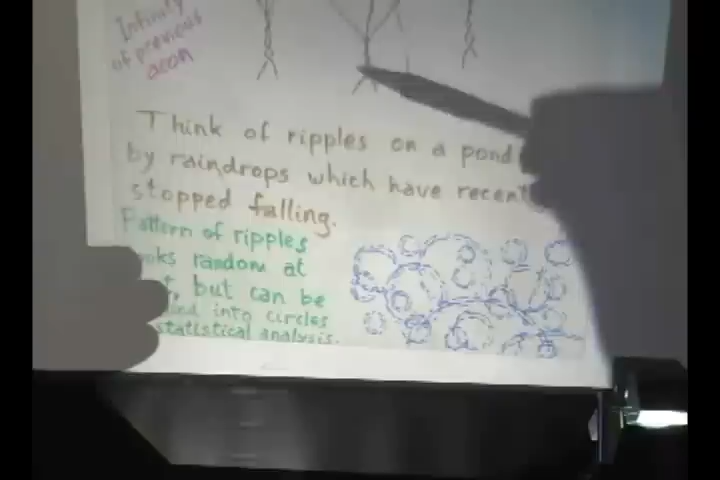 Infinity
of previous
aeon
Think of ripples on a pond
by raindrops which have recent
stopped falling.
Pattern of ripples
oks random at
t, but can be
into circles
statistical analysis.